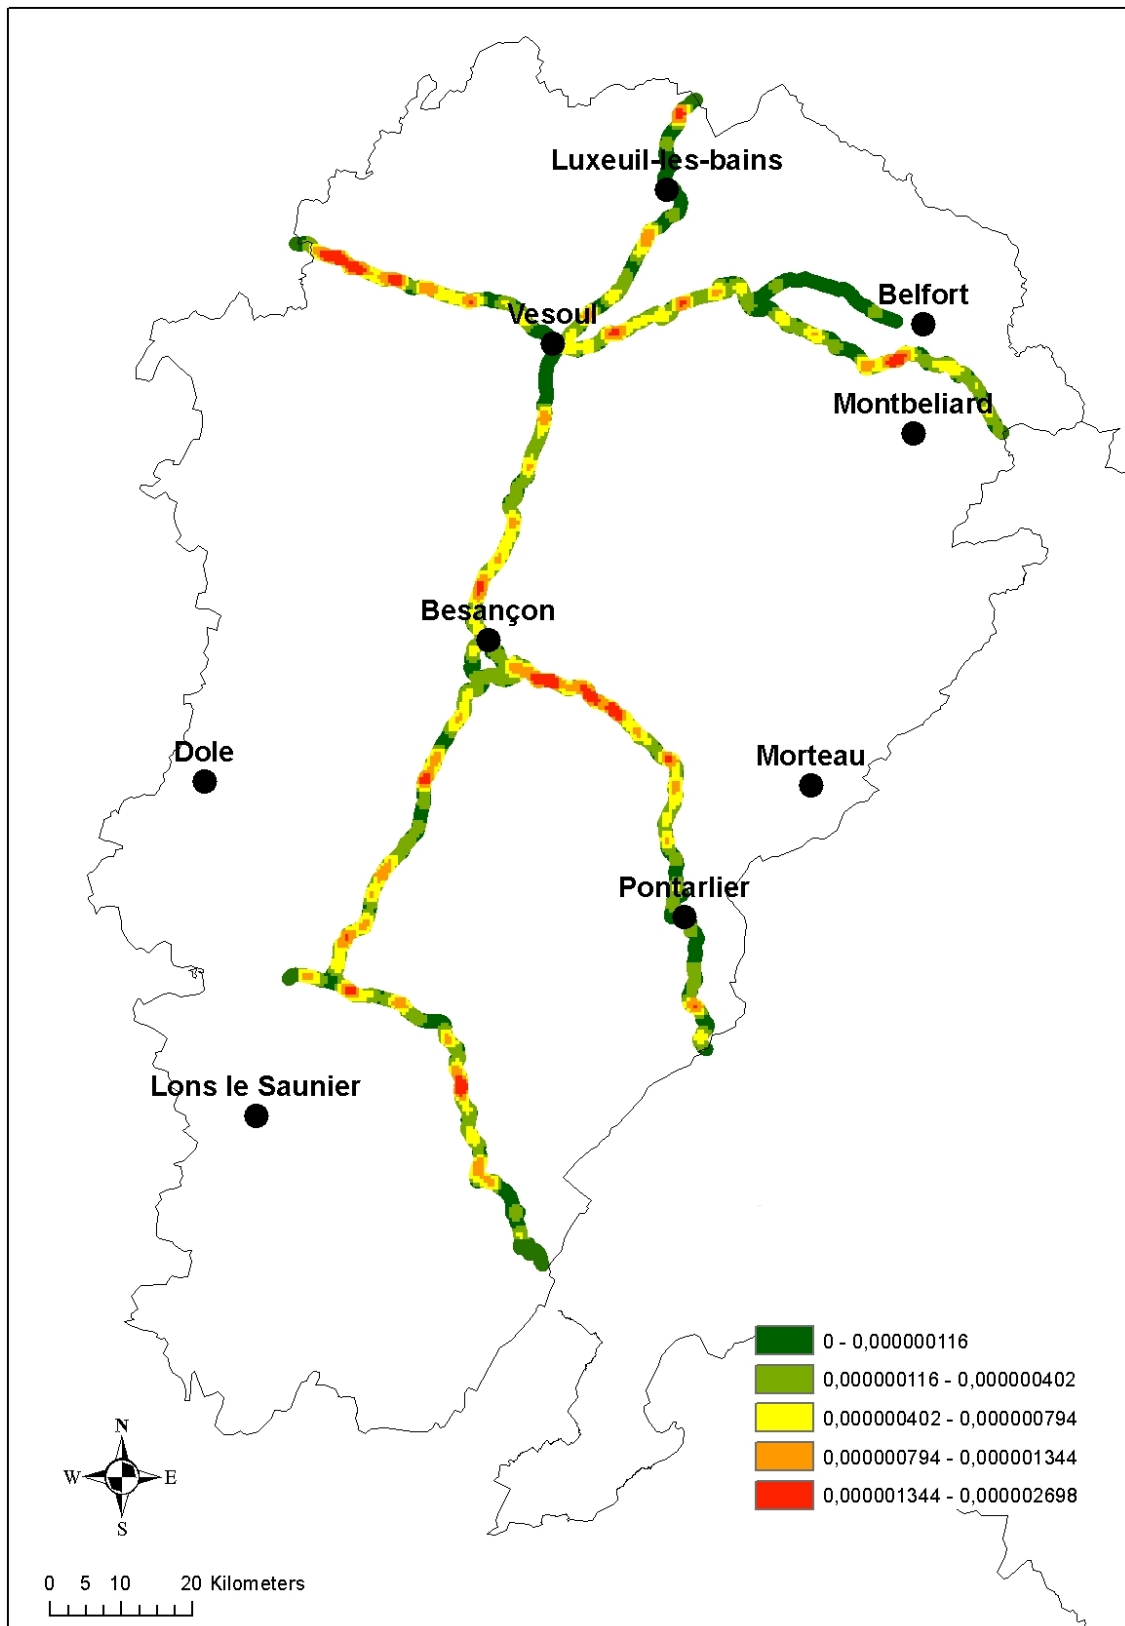 Luxeuil-les-bains
Belfort
Vesoul
Montbeliard
Besançon
Dole
Morteau
Pontarlier
Lons le Saunier
0 - 0,000000116
0,000000116 - 0,000000402
0,000000402 - 0,000000794
0,000000794 - 0,000001344
0,000001344 - 0,000002698
N
W E
S
0 5 10 20 Kilometers